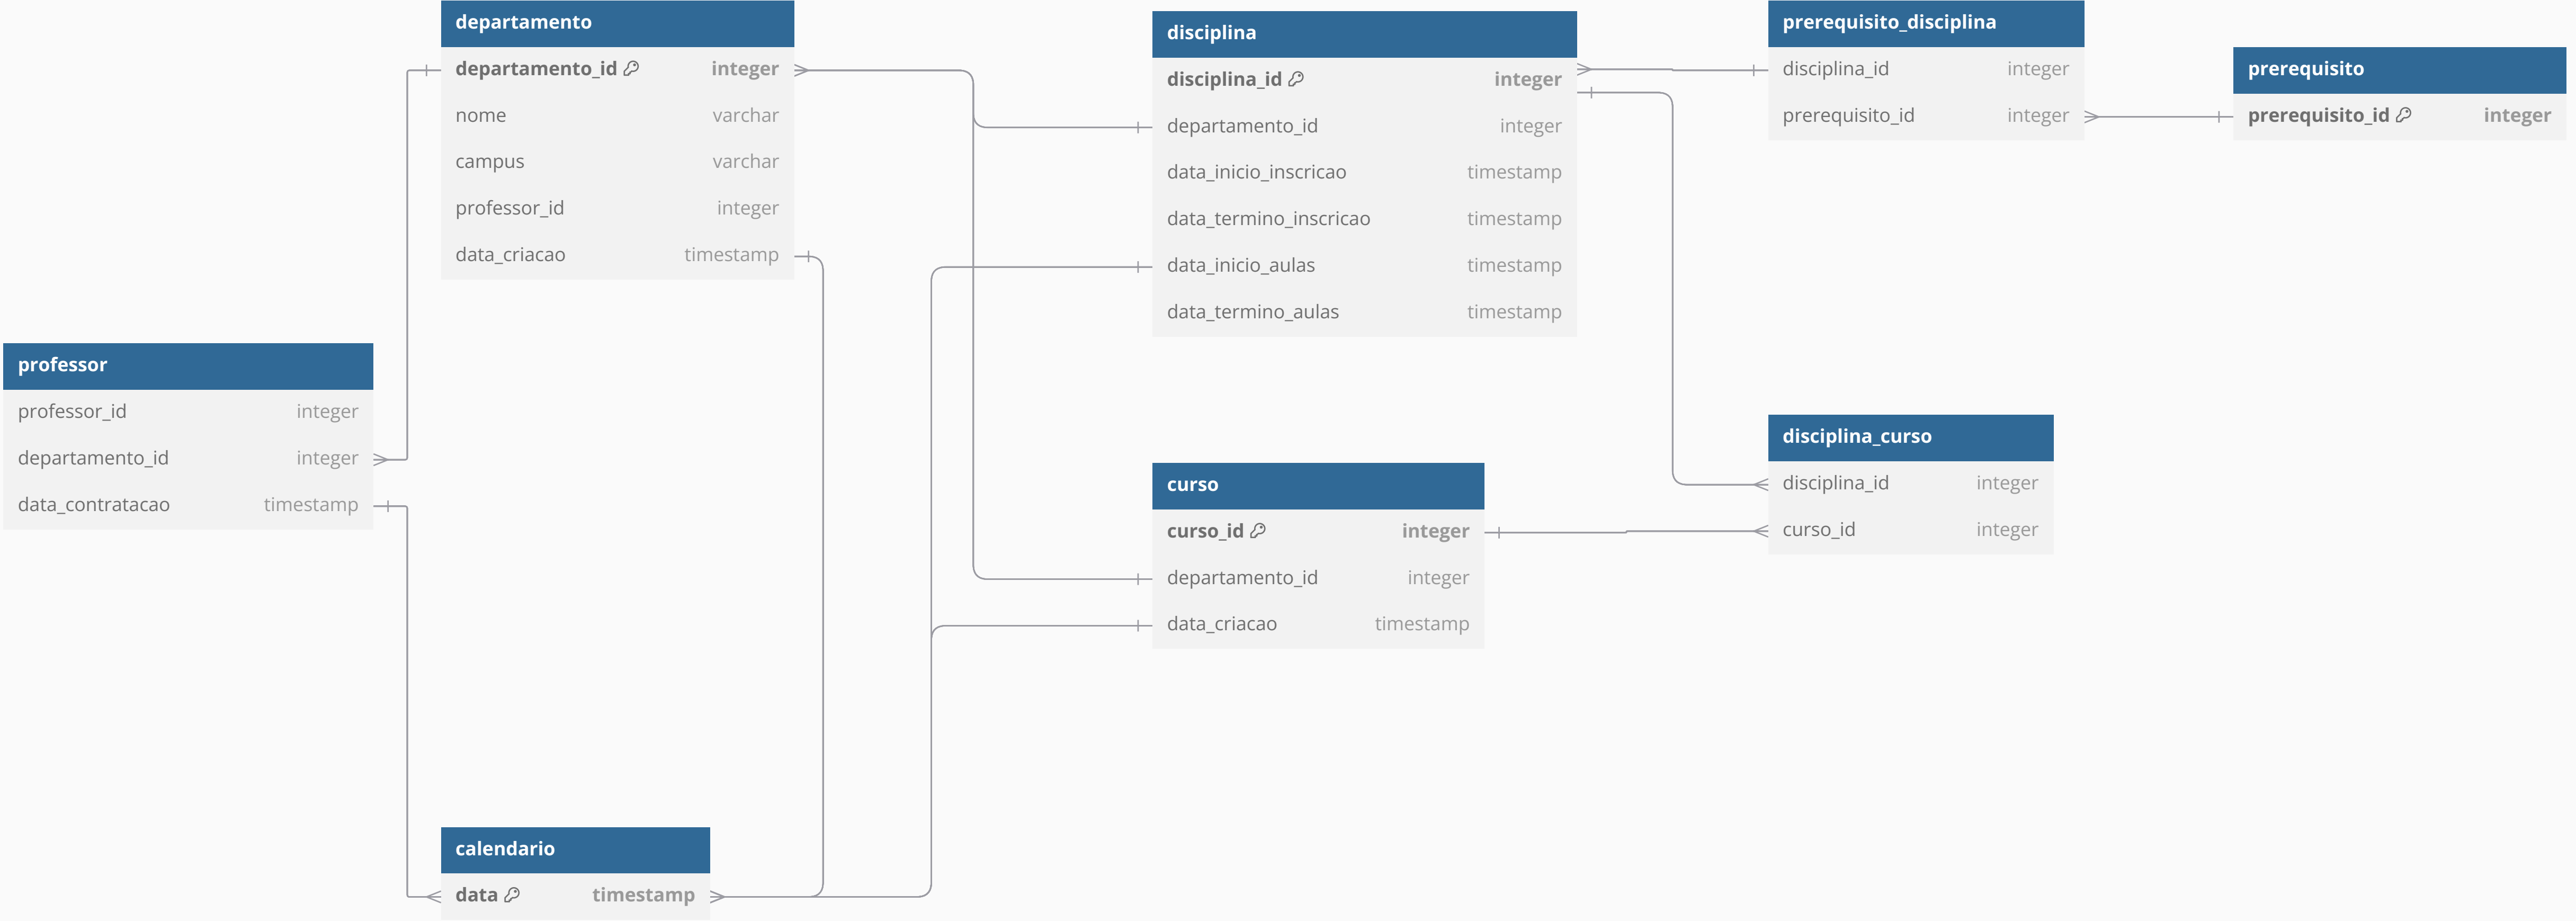 departamento
departamento_id integer
nome varchar
campus varchar
professor_id integer
data_criacao timestamp
disciplina
disciplina_id integer
departamento_id integer
data_inicio_inscricao timestamp
data_termino_inscricao timestamp
data_inicio_aulas timestamp
data_termino_aulas timestamp
prerequisito_disciplina
disciplina_id integer
prerequisito_id integer
prerequisito
prerequisito_id integer
professor
professor_id integer
departamento_id integer
data_contratacao timestamp
curso
curso_id integer
departamento_id integer
data_criacao timestamp
disciplina_curso
disciplina_id integer
curso_id integer
calendario
data timestamp